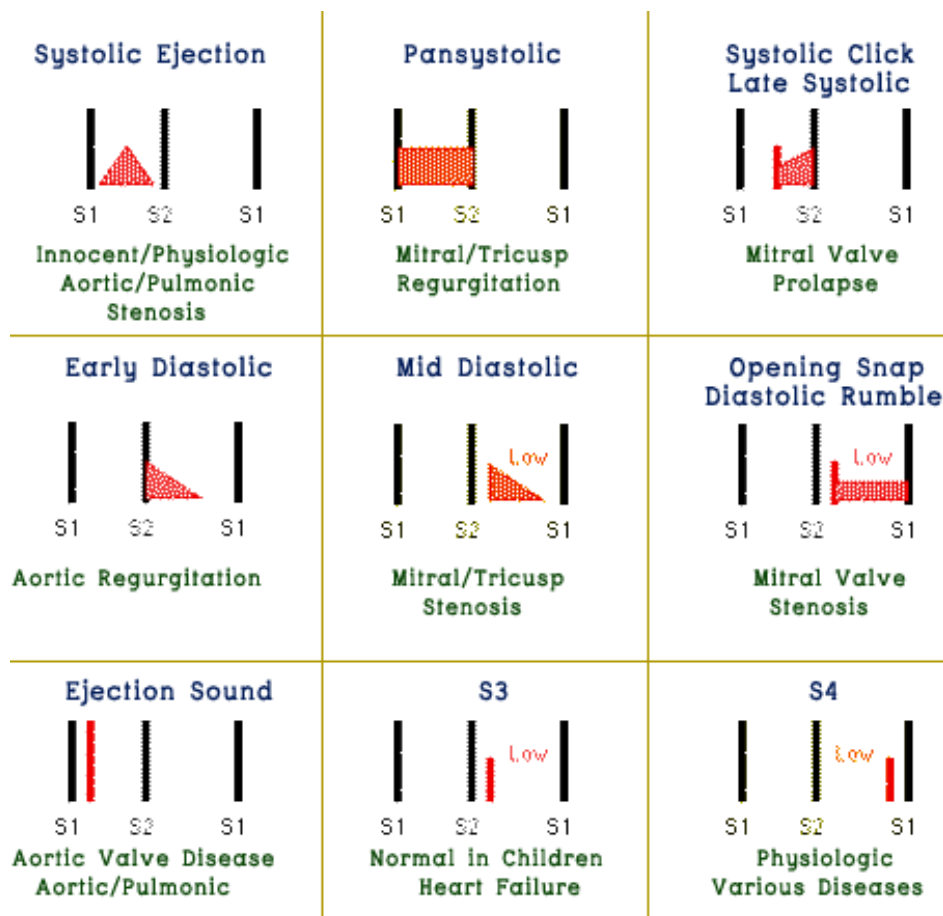 Systolic Ejection
S1 S2 S1
Innocent/Physiologic
Aortic/Pulmonic
Stenosis
Pansystolic
S1 S2 S1
Mitral/Tricusp
Regurgitation
Systolic Click
Late Systolic
S1 S2 S1
Mitral Valve
Prolapse
Early Diastolic
S1 S2 S1
Aortic Regurgitation
Mid Diastolic
Low
S1 S2 S1
Mitral/Tricusp
Stenosis
Opening Snap
Diastolic Rumble
Low
S1 S2 S1
Mitral Valve
Stenosis
Ejection Sound
S1 S2 S1
Aortic Valve Disease
Aortic/Pulmonic
S3
Low
S1 S2 S1
Normal in Children
Heart Failure
S4
Low
S1 S2 S1
Physiologic
Various Diseases